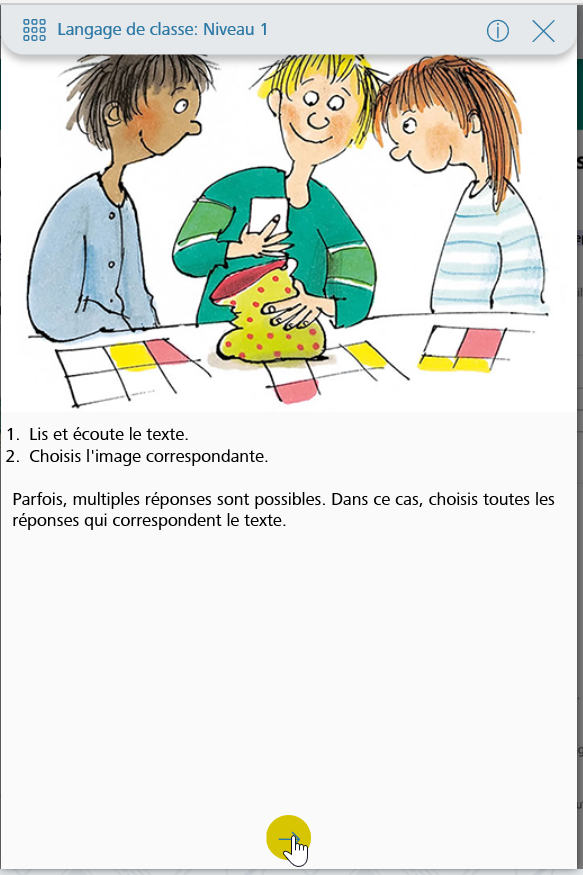 Langage de classe: Niveau 1
1. Lis et écoute le texte.
2. Choisis l'image correspondante.
Parfois, multiples réponses sont possibles. Dans ce cas, choisis toutes les
réponses qui correspondent le texte.